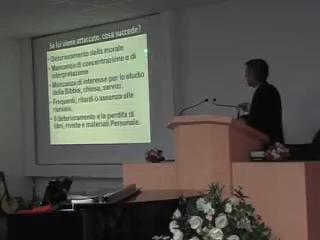 Se lui viene attaccato, cosa succede?
• Deterioramento della morale
• Mancanza di concentrazione e di
interpretazione
• Mancanza di interesse per lo studio
della Bibbia, chiesa, servizi.
• Frequenti, ritardi o assenza alle
riunioni.
• Il deterioramento e la perdita di
libri, riviste e materiali Personale.